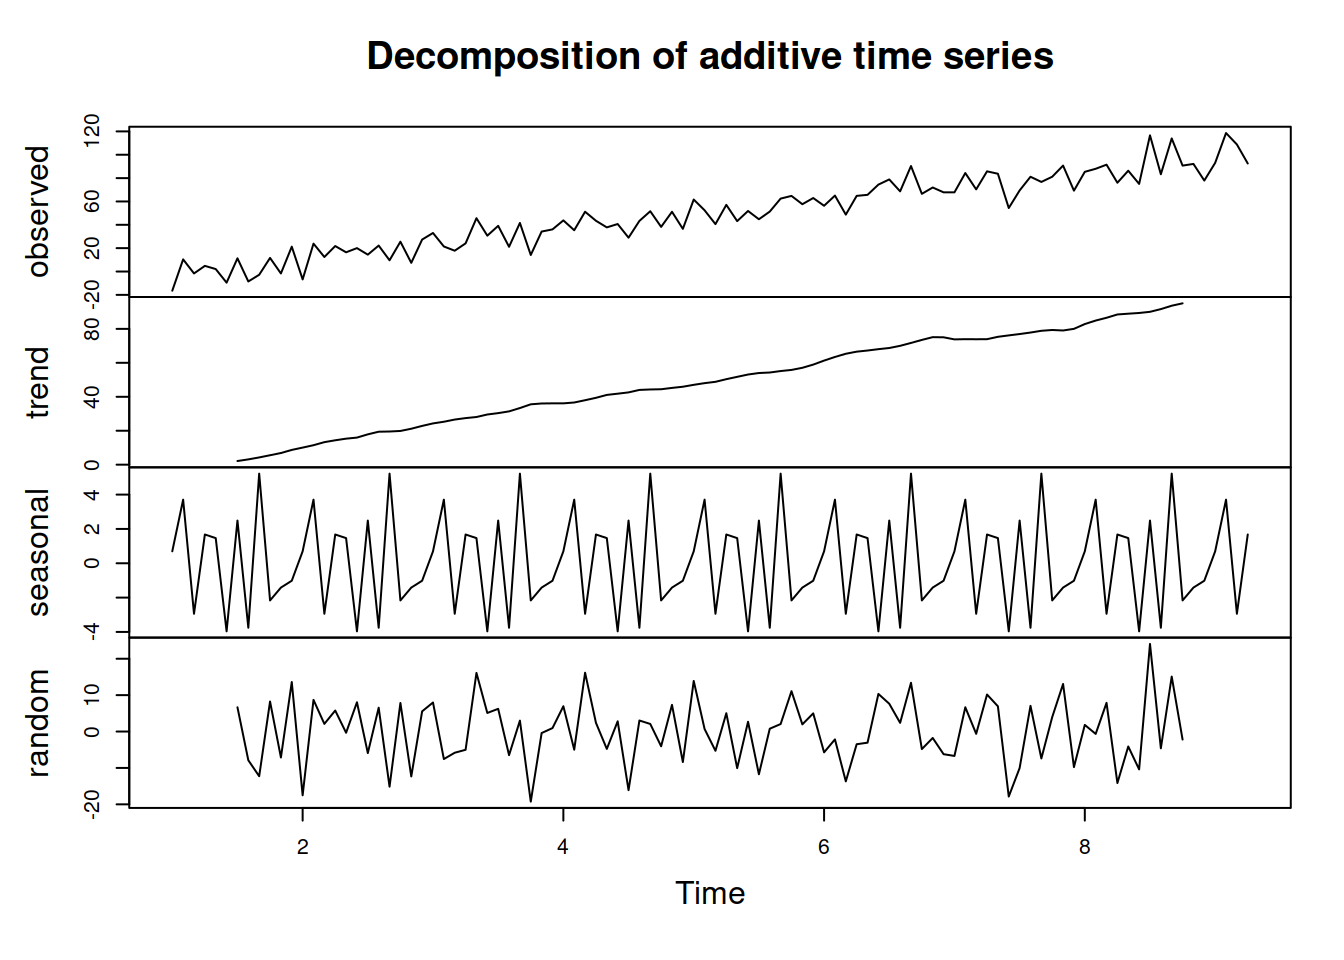 Decomposition of additive time series
observed
-20 20 60 120
trend
0 40 80
seasonal
-4 0 2 4
random
-20 0 10
2 4 6 8
Time